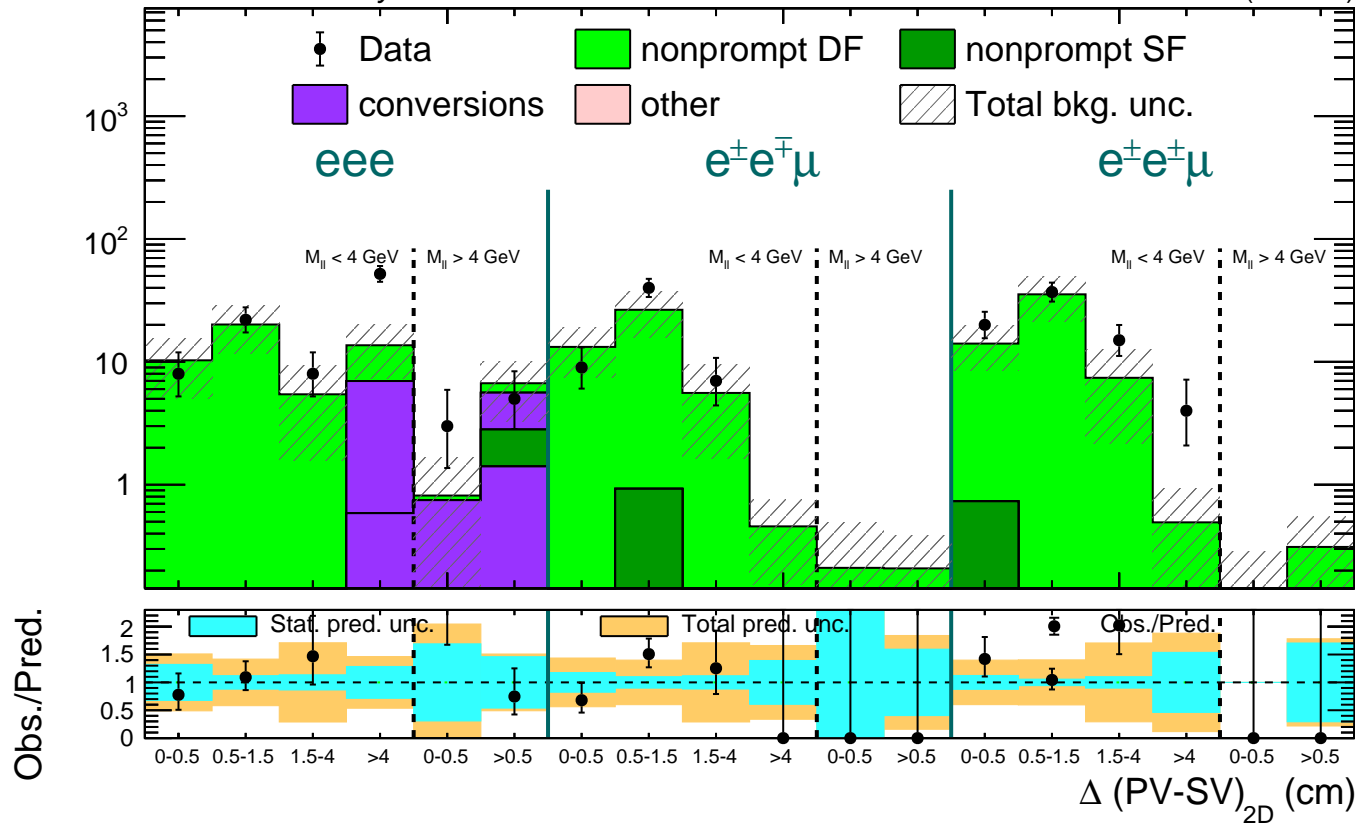 Data nonprompt DF nonprompt SF
conversions other Total bkg. unc.
eee e±e∓μ e±e±μ
10³
10²
10
1
M_ll < 4 GeV M_ll > 4 GeV M_ll < 4 GeV M_ll > 4 GeV M_ll < 4 GeV M_ll > 4 GeV
Stat. pred. unc. Total pred. unc. Obs./Pred.
Obs./Pred.
2
1.5
1
0.5
0
0-0.5 0.5-1.5 1.5-4 >4 0-0.5 >0.5 0-0.5 0.5-1.5 1.5-4 >4 0-0.5 >0.5 0-0.5 0.5-1.5 1.5-4 >4 0-0.5 >0.5
Δ (PV-SV)_2D (cm)